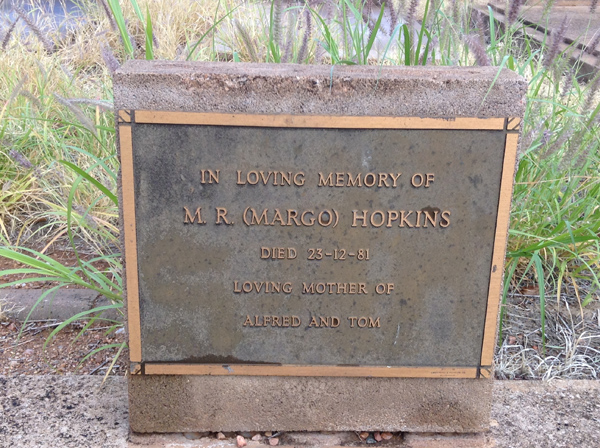 IN LOVING MEMORY OF
M. R. (MARGO) HOPKINS
DIED 23-12-81
LOVING MOTHER OF
ALFRED AND TOM